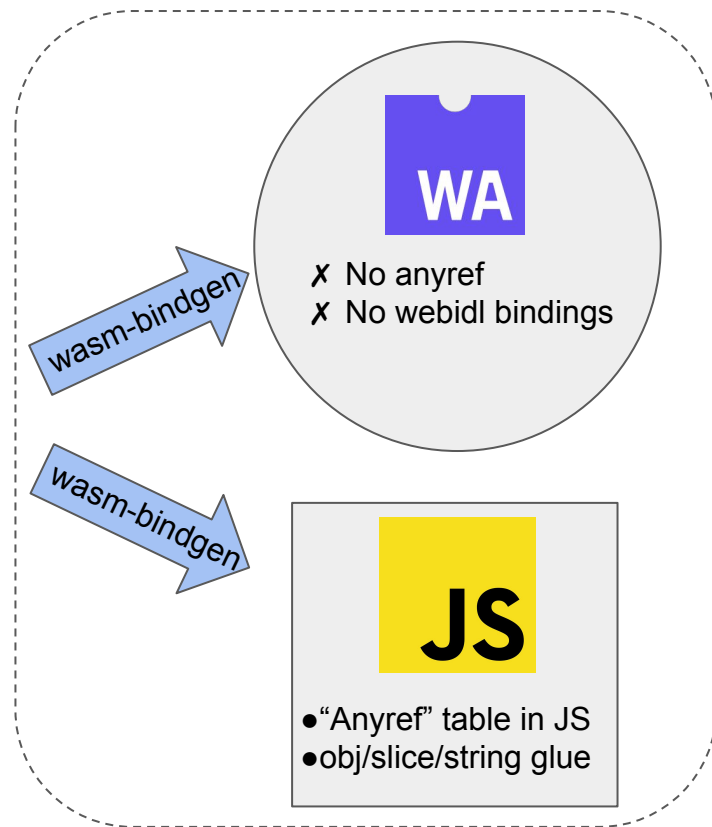 WA
✗ No anyref
✗ No webidl bindings
wasm-bindgen
wasm-bindgen
JS
●“Anyref” table in JS
●obj/slice/string glue